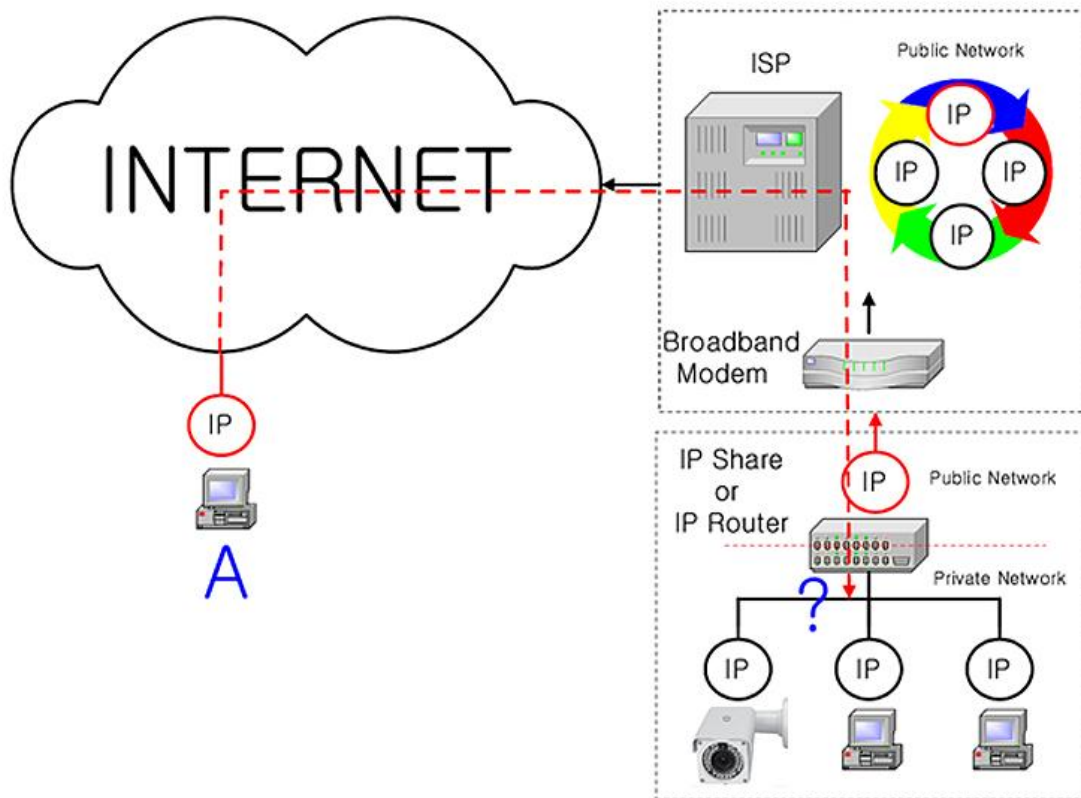 INTERNET
ISP
Public Network
IP
IP
IP
IP
Broadband
Modem
IP
A
IP Share
or
IP Router
IP
Public Network
Private Network
?
IP
IP
IP